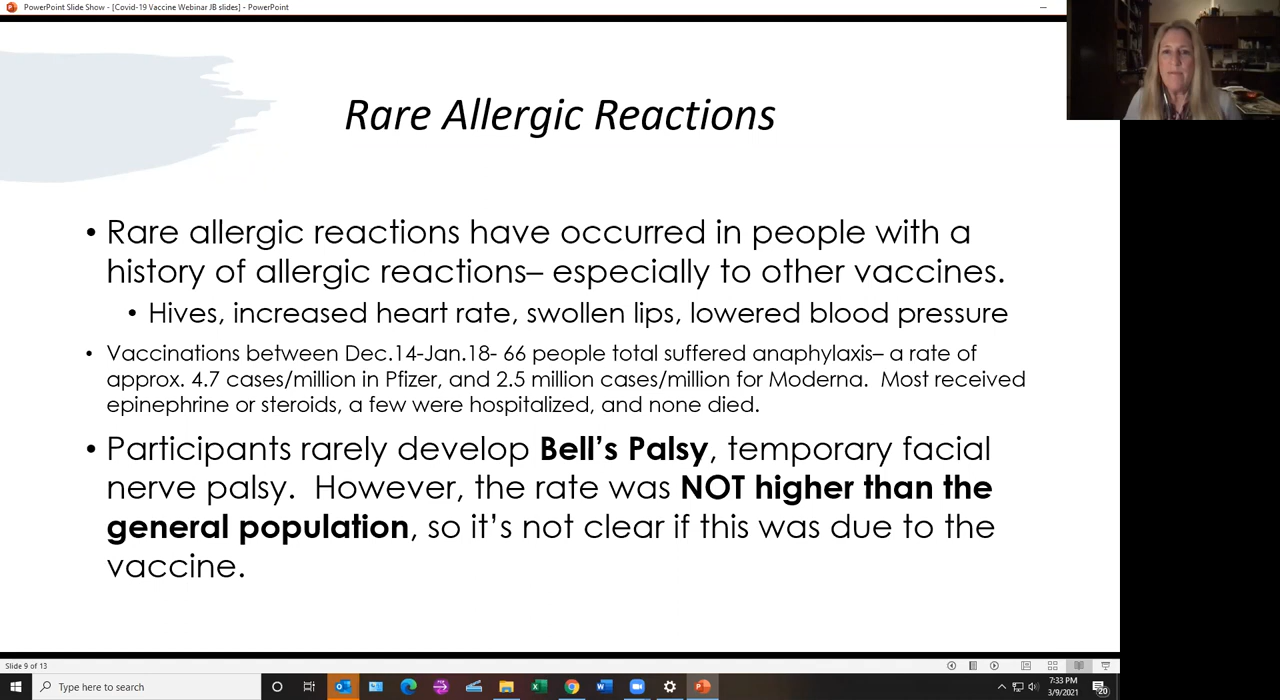 PowerPoint Slide Show - [Covid-19 Vaccine Webinar JB slides] - PowerPoint
Rare Allergic Reactions
• Rare allergic reactions have occurred in people with a
history of allergic reactions– especially to other vaccines.
• Hives, increased heart rate, swollen lips, lowered blood pressure
• Vaccinations between Dec.14-Jan.18- 66 people total suffered anaphylaxis– a rate of
approx. 4.7 cases/million in Pfizer, and 2.5 million cases/million for Moderna.  Most received
epinephrine or steroids, a few were hospitalized, and none died.
• Participants rarely develop Bell’s Palsy, temporary facial
nerve palsy.  However, the rate was NOT higher than the
general population, so it’s not clear if this was due to the
vaccine.
Slide 9 of 13
Type here to search
7:33 PM
3/9/2021
20